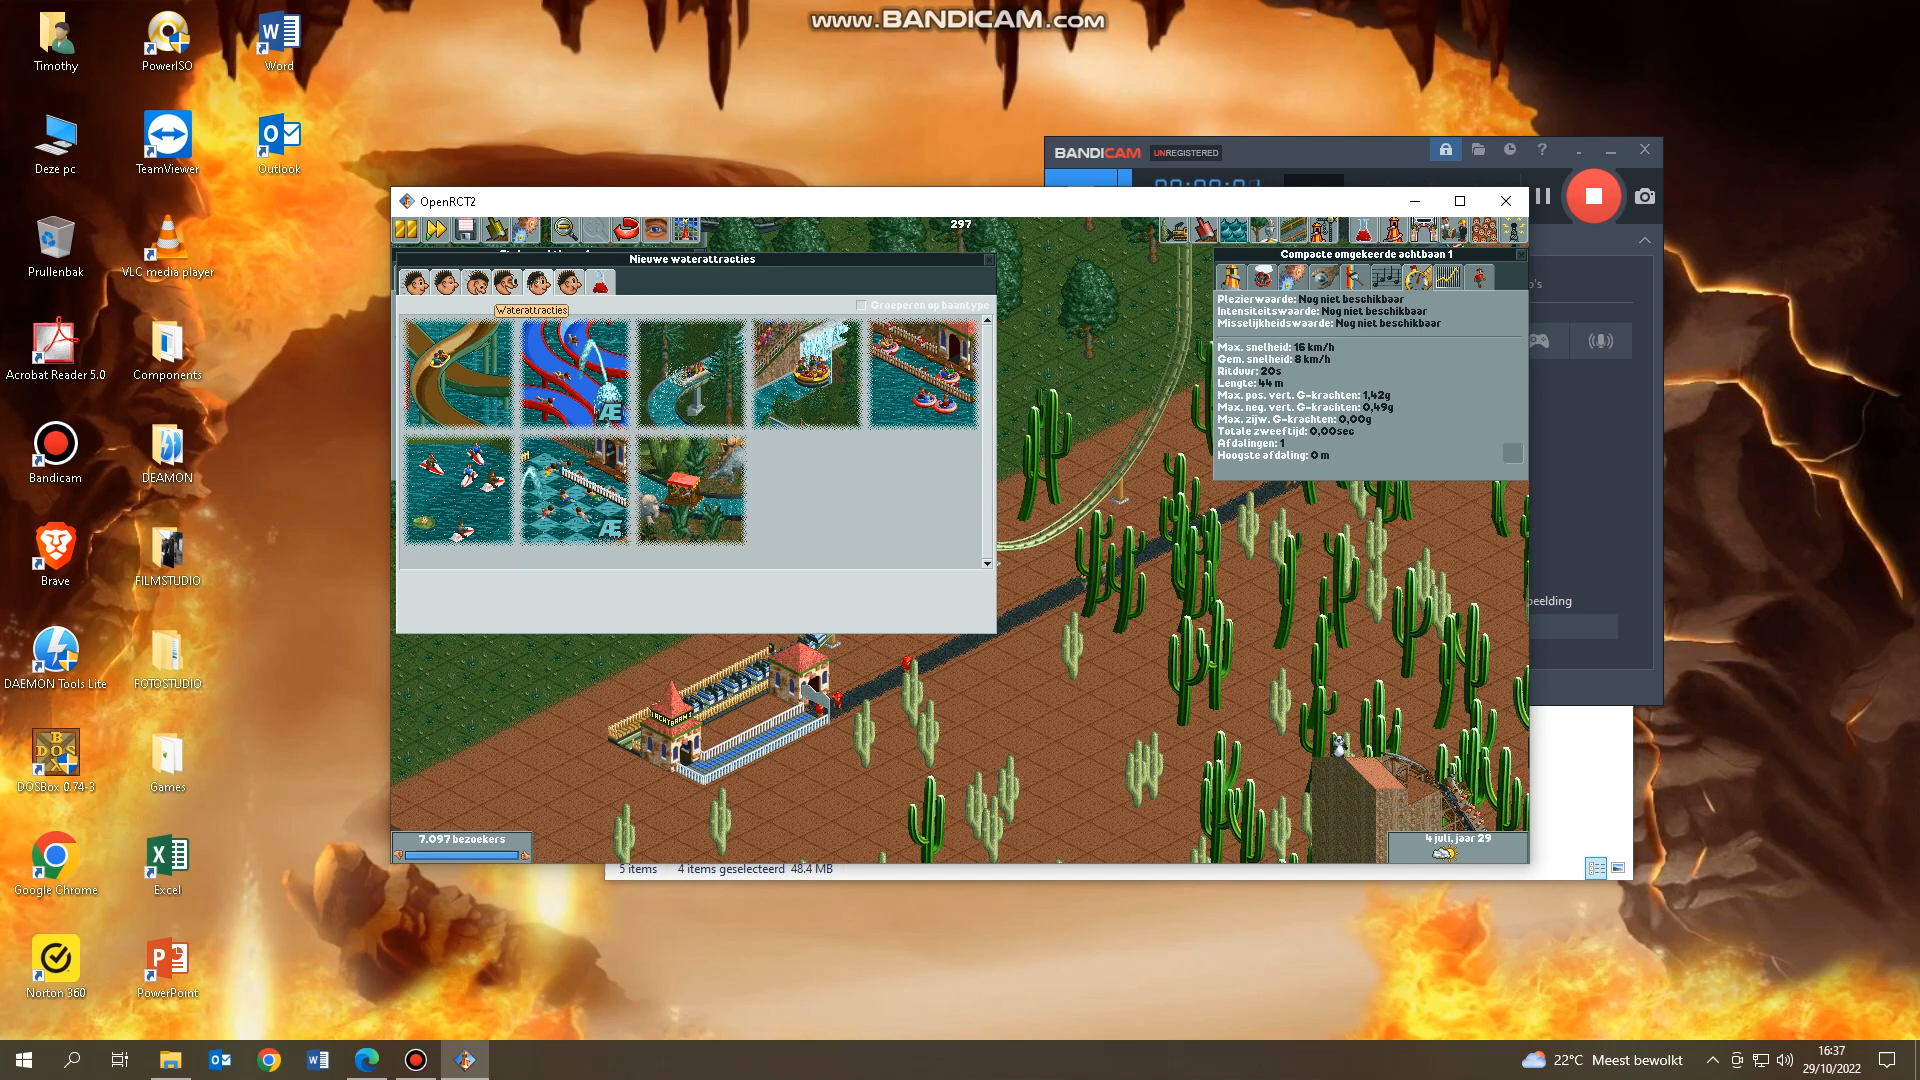 www.BANDICAM.com
Timothy
PowerISO
Word
Deze pc
TeamViewer
Outlook
Prullenbak
VLC media player
Acrobat Reader 5.0
Components
Bandicam
DEAMON
Brave
FILMSTUDIO
DAEMON Tools Lite
FOTOSTUDIO
DOSBox 0.74-3
Games
Google Chrome
Excel
Norton 360
PowerPoint
BANDICAM UNREGISTERED
OpenRCT2
297
Nieuwe waterattracties
Groeperen op baantype
Waterattracties
Compacte omgekeerde achtbaan 1
Plezierwaarde: Nog niet beschikbaar
Intensiteitswaarde: Nog niet beschikbaar
Misselijkheidswaarde: Nog niet beschikbaar
Max. snelheid: 16 km/h
Gem. snelheid: 8 km/h
Ritduur: 20s
Lengte: 44 m
Max. pos. vert. G-krachten: 1,42g
Max. neg. vert. G-krachten: 0,49g
Max. zijw. G-krachten: 0,00g
Totale zweeftijd: 0,00sec
Afdalingen: 1
Hoogste afdaling: 0 m
beelding
7.097 bezoekers
4 juli, jaar 29
5 items 4 items geselecteerd 48.4 MB
22°C Meest bewolkt
16:37
29/10/2022